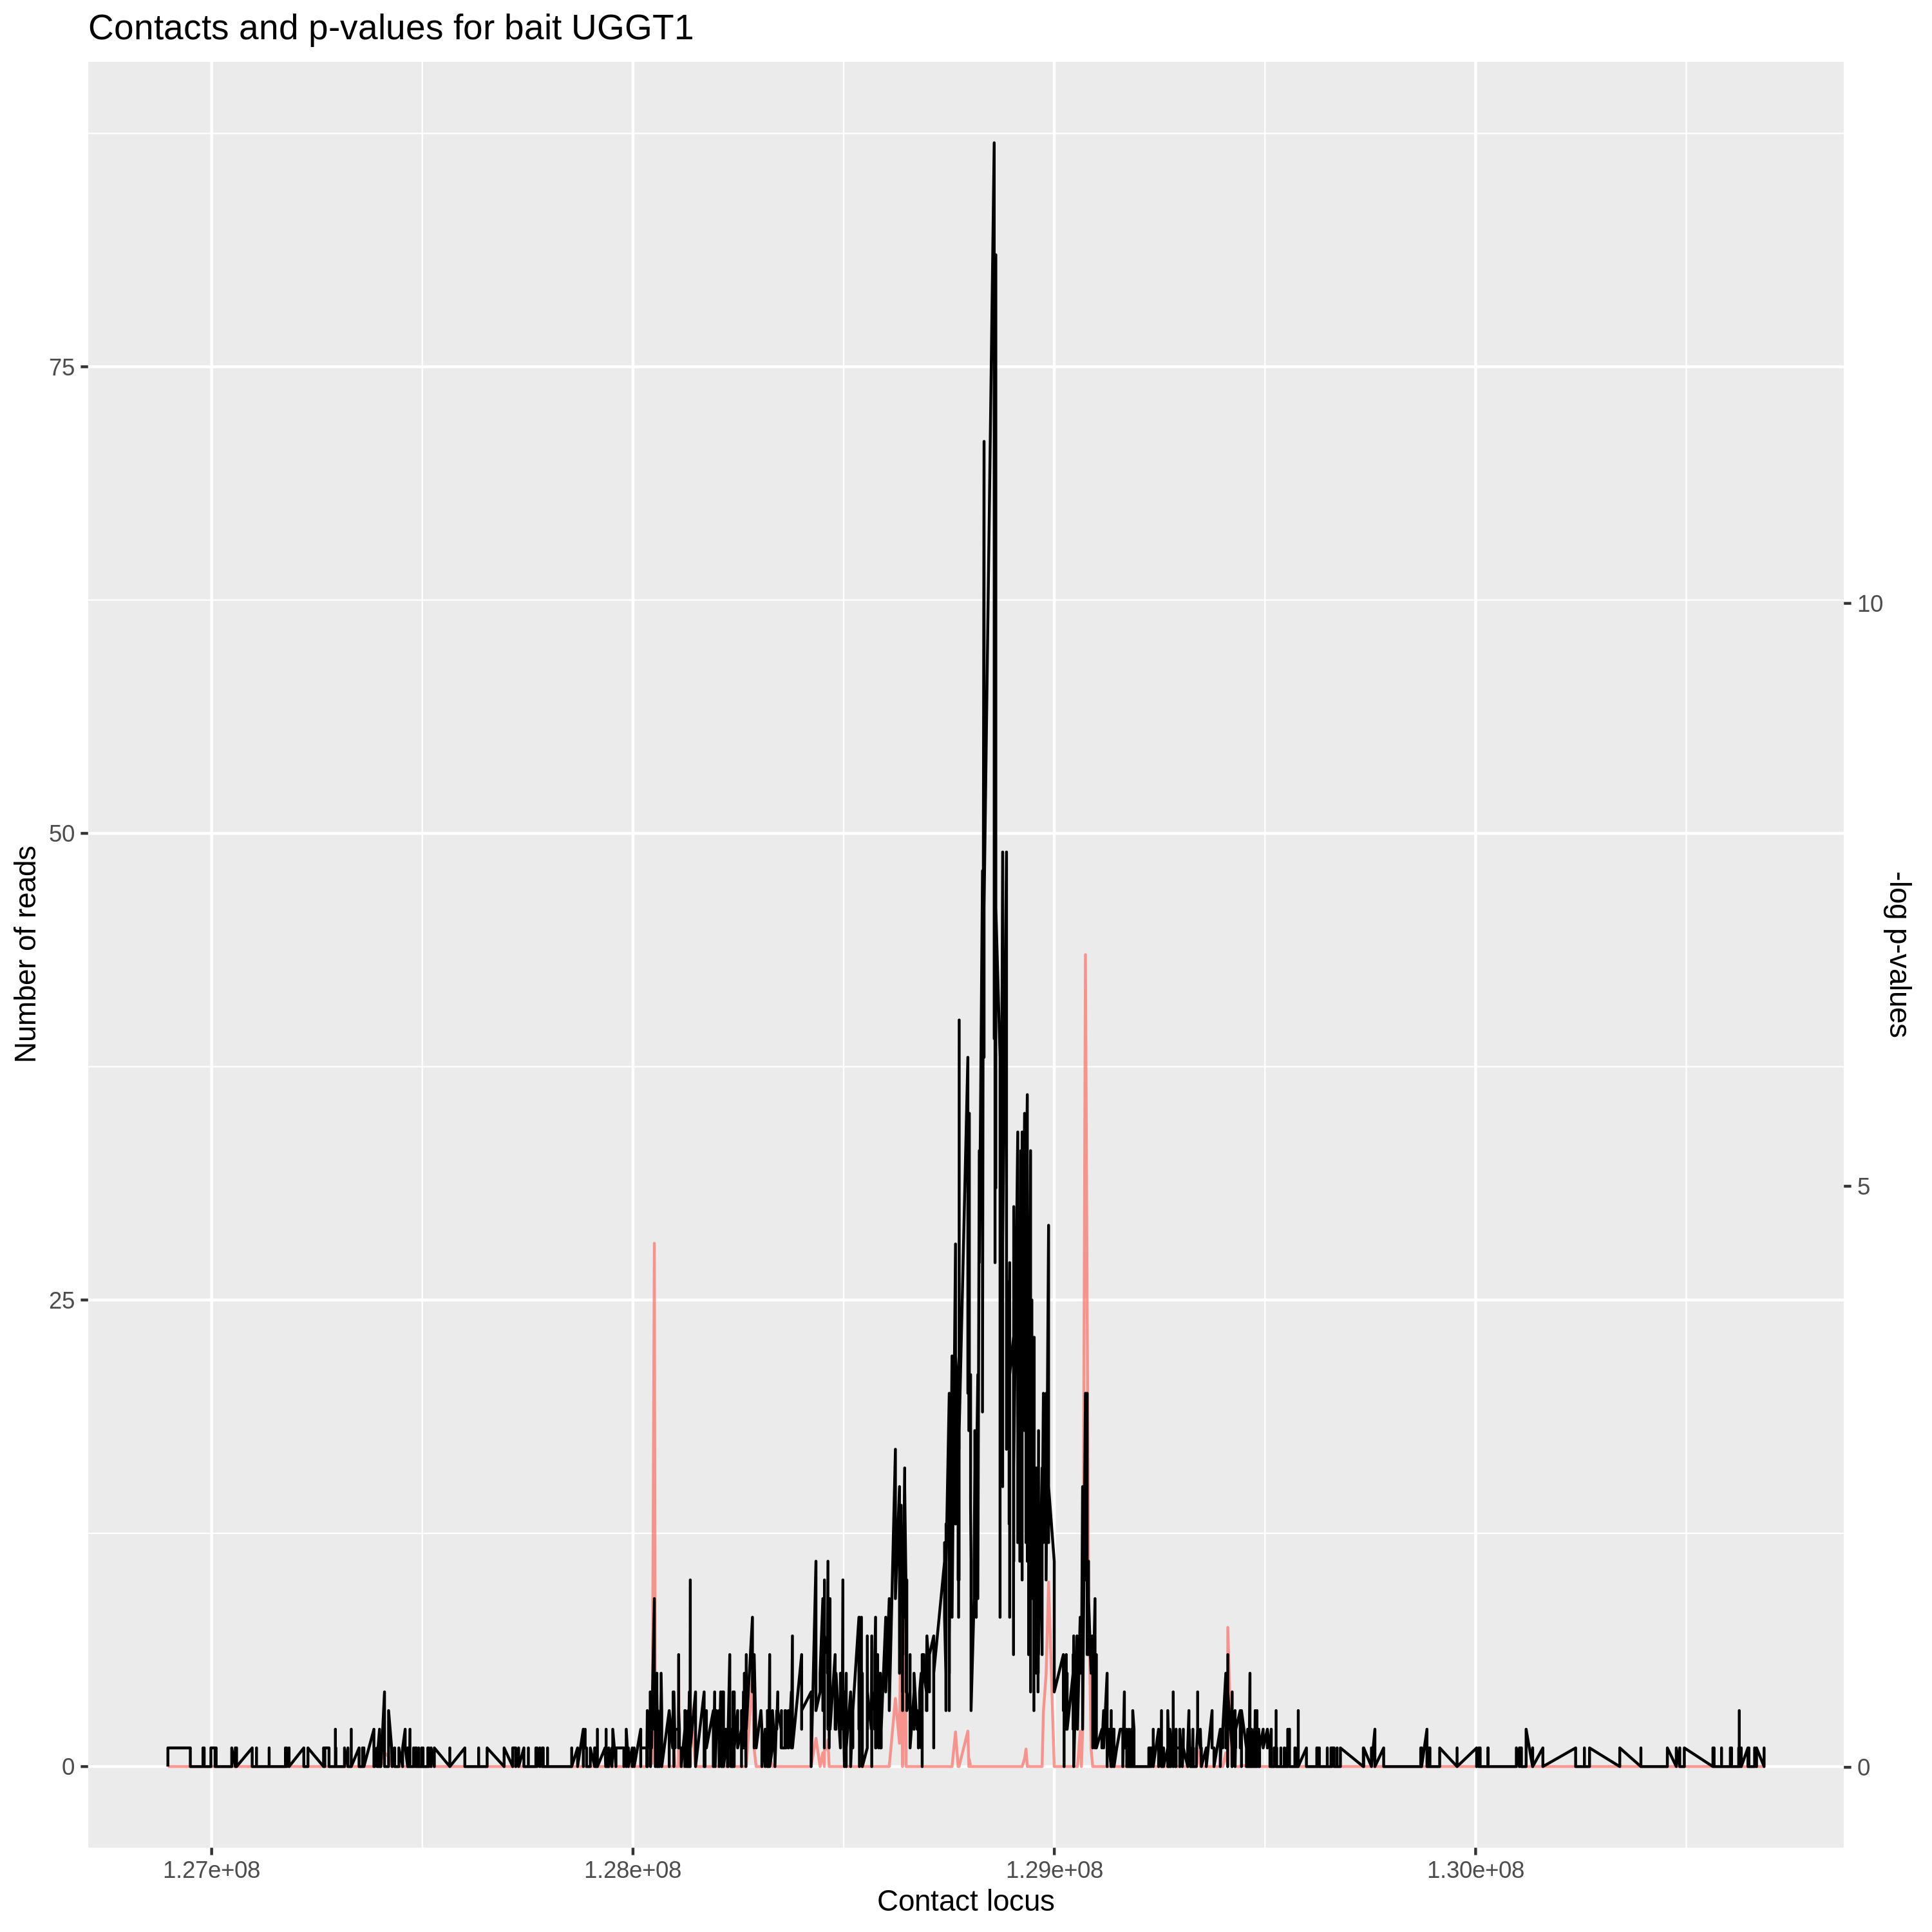 Contacts and p-values for bait UGGT1
75
50
25
0
Number of reads
10
5
0
-log p-values
1.27e+08
1.28e+08
1.29e+08
1.30e+08
Contact locus